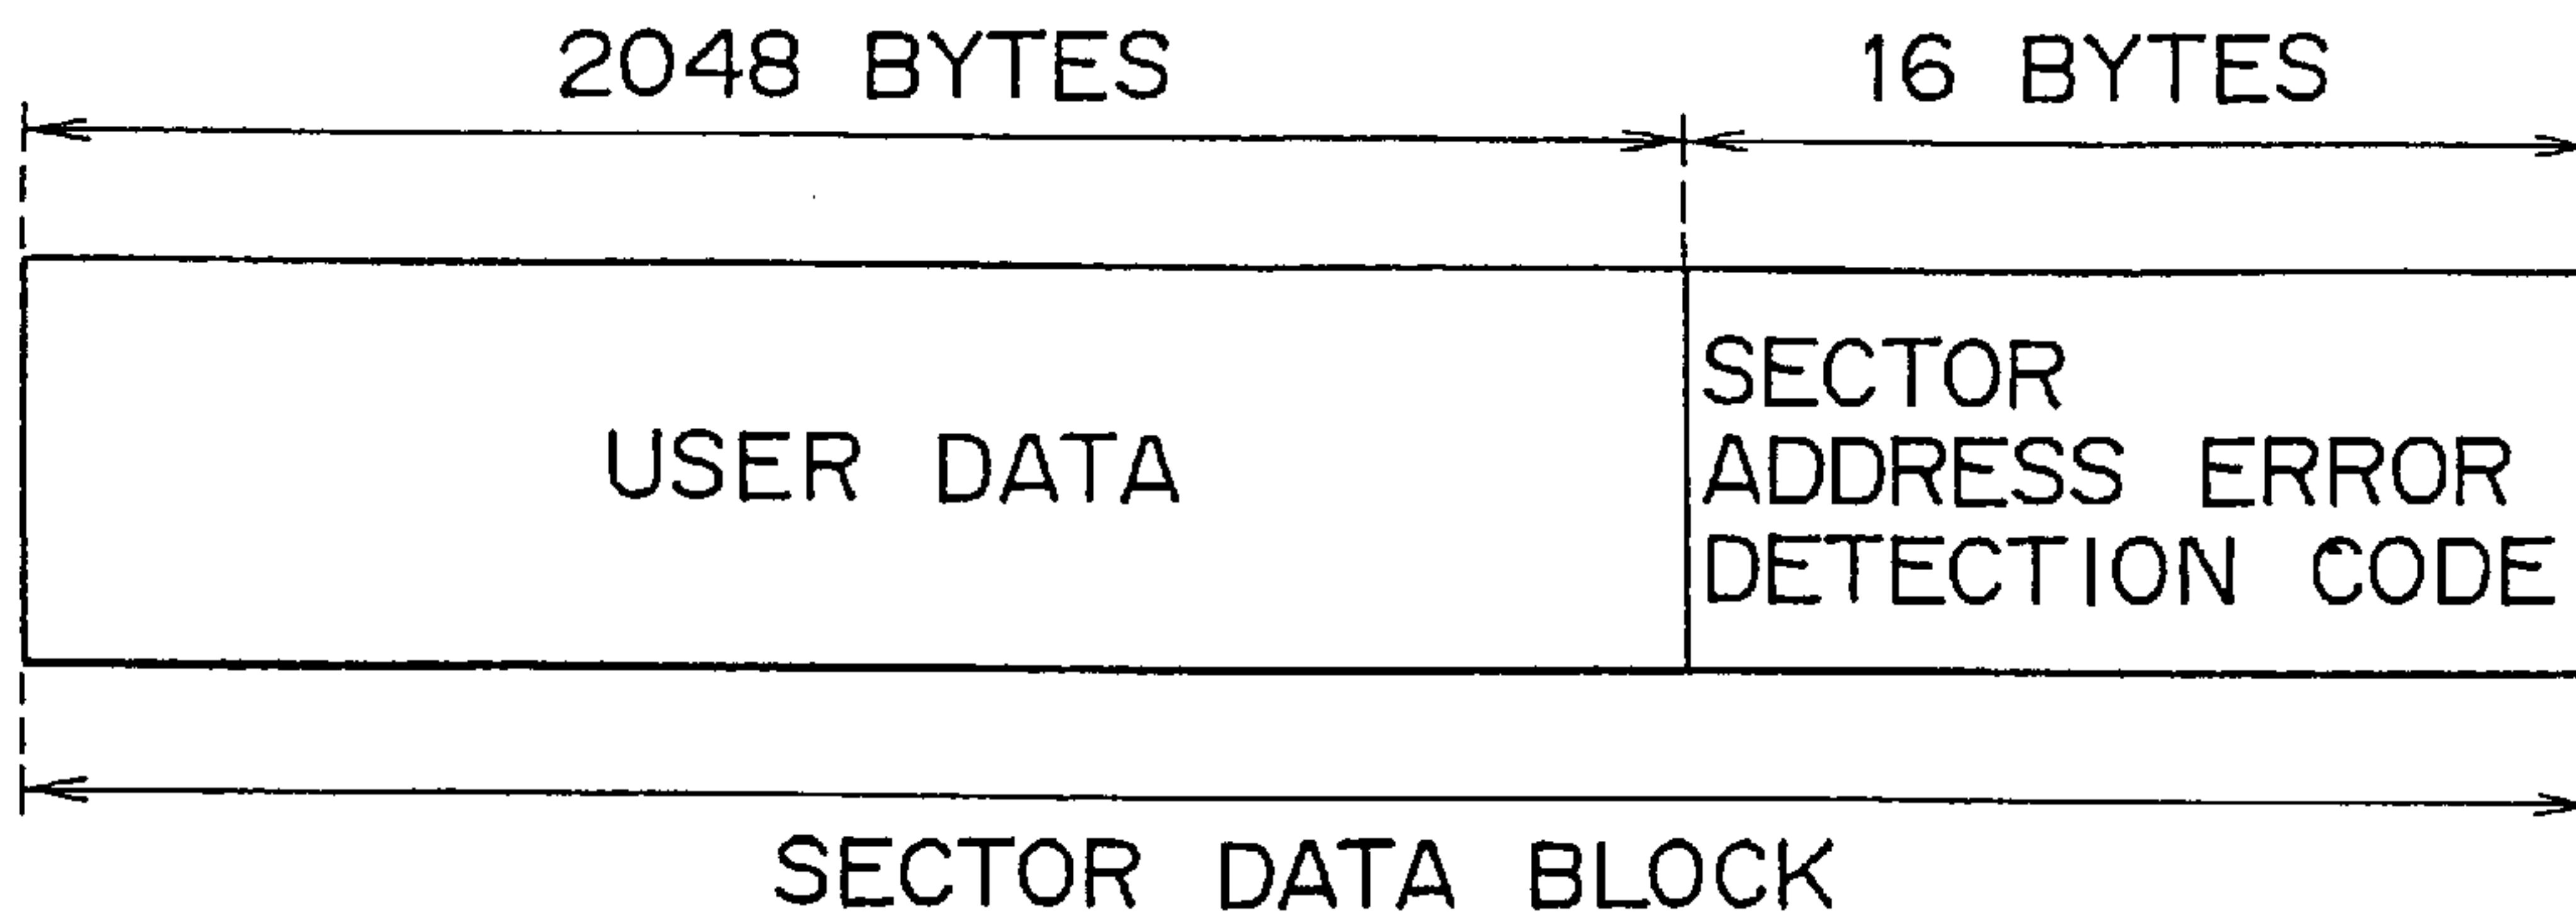 2048 BYTES
16 BYTES
USER DATA
SECTOR
ADDRESS ERROR
DETECTION CODE
SECTOR DATA BLOCK